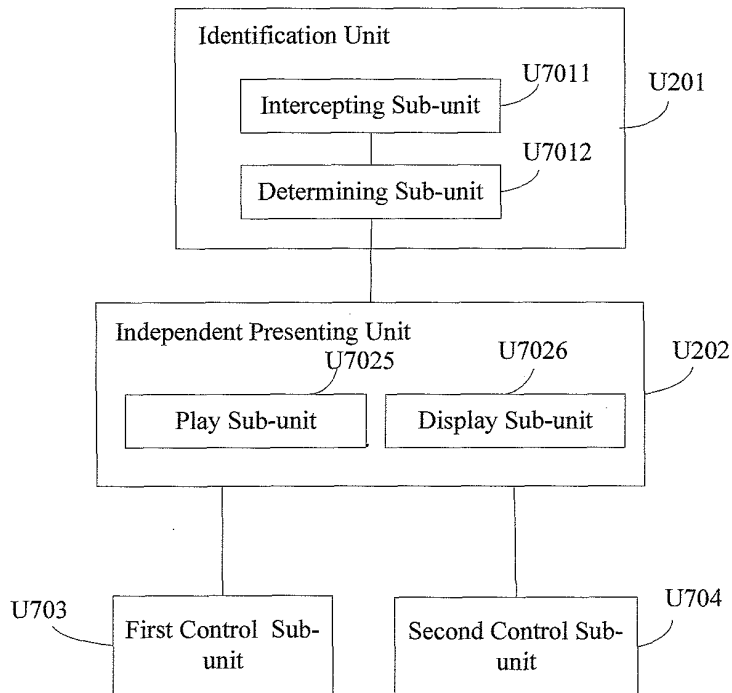 Identification Unit
U7011
Intercepting Sub-unit
U201
U7012
Determining Sub-unit
Independent Presenting Unit
U7025
U7026
U202
Play Sub-unit
Display Sub-unit
U703
First Control Sub-
unit
U704
Second Control Sub-
unit